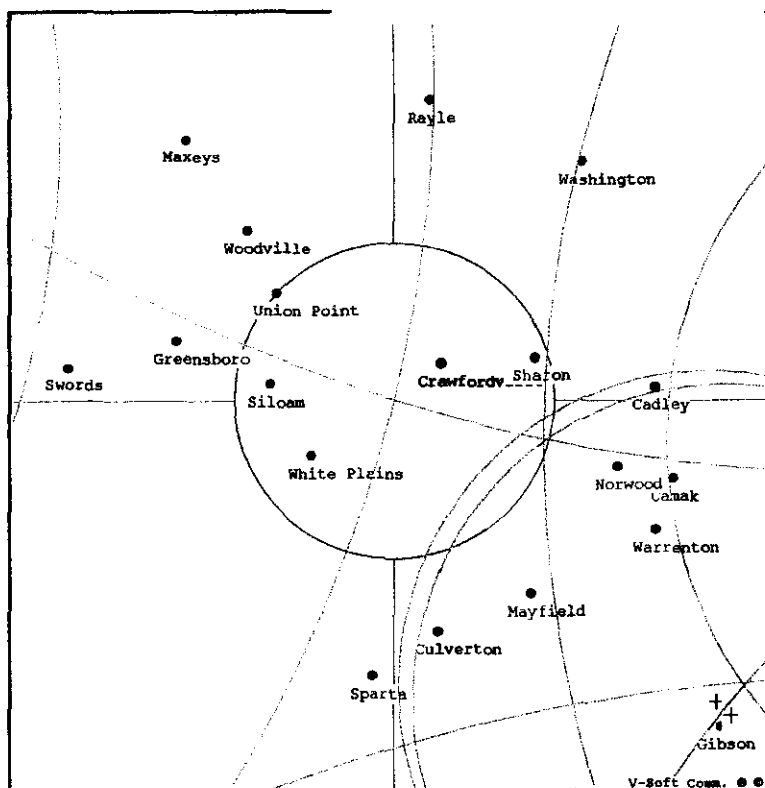 Rayle
Maxeys
Washington
Woodville
Union Point
Greensboro
Swords
Sharon
Siloam
Cadley
White Plains
Norwood
Camak
Warrenton
Mayfield
Culverton
Sparta
Gibson
V-Soft Comm.